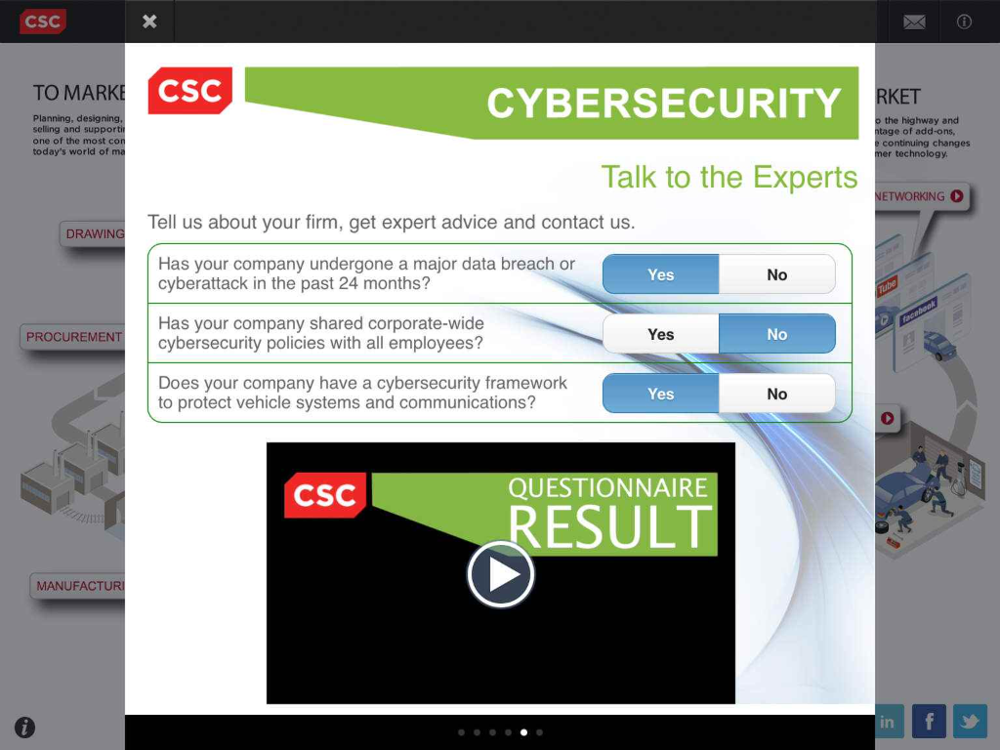 CSC
TO MARKE
Planning, designing,
selling and supportin
one of the most con
today's world of ma
DRAWING
PROCUREMENT
MANUFACTURI
CSC
CYBERSECURITY
Talk to the Experts
Tell us about your firm, get expert advice and contact us.
Has your company undergone a major data breach or
cyberattack in the past 24 months?
Yes No
Has your company shared corporate-wide
cybersecurity policies with all employees?
Yes No
Does your company have a cybersecurity framework
to protect vehicle systems and communications?
Yes No
CSC
QUESTIONNAIRE
RESULT
RKET
o the highway and
ntage of add-ons,
e continuing changes
mer technology.
NETWORKING
Tube
facebook
in